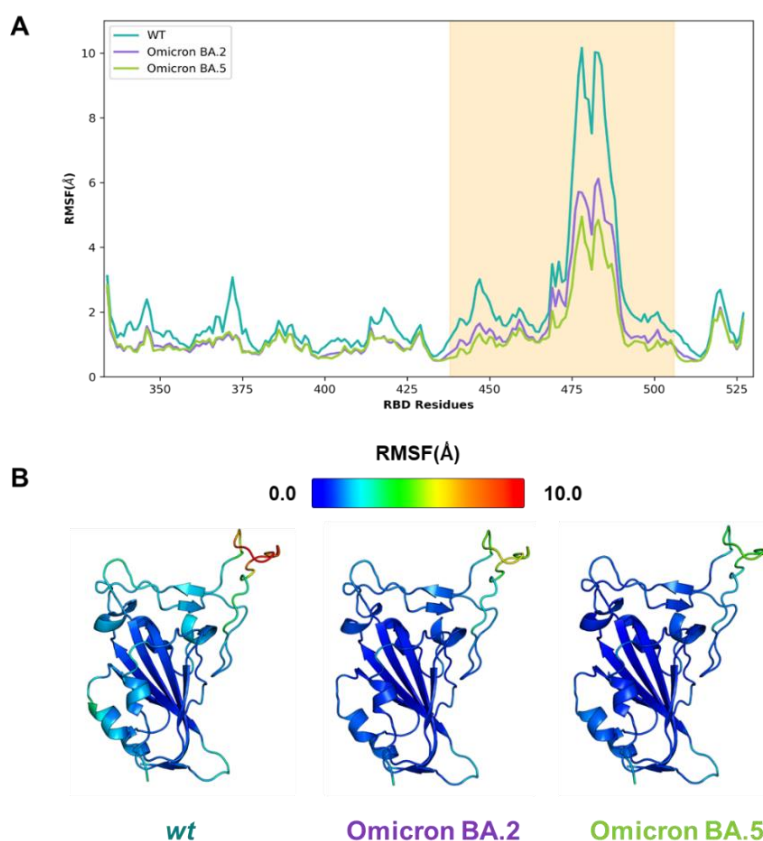 A
WT
Omicron BA.2
Omicron BA.5
RMSF(Å)
10
8
6
4
2
0
350
375
400
425
450
475
500
525
RBD Residues
B
RMSF(Å)
0.0
10.0
wt
Omicron BA.2
Omicron BA.5